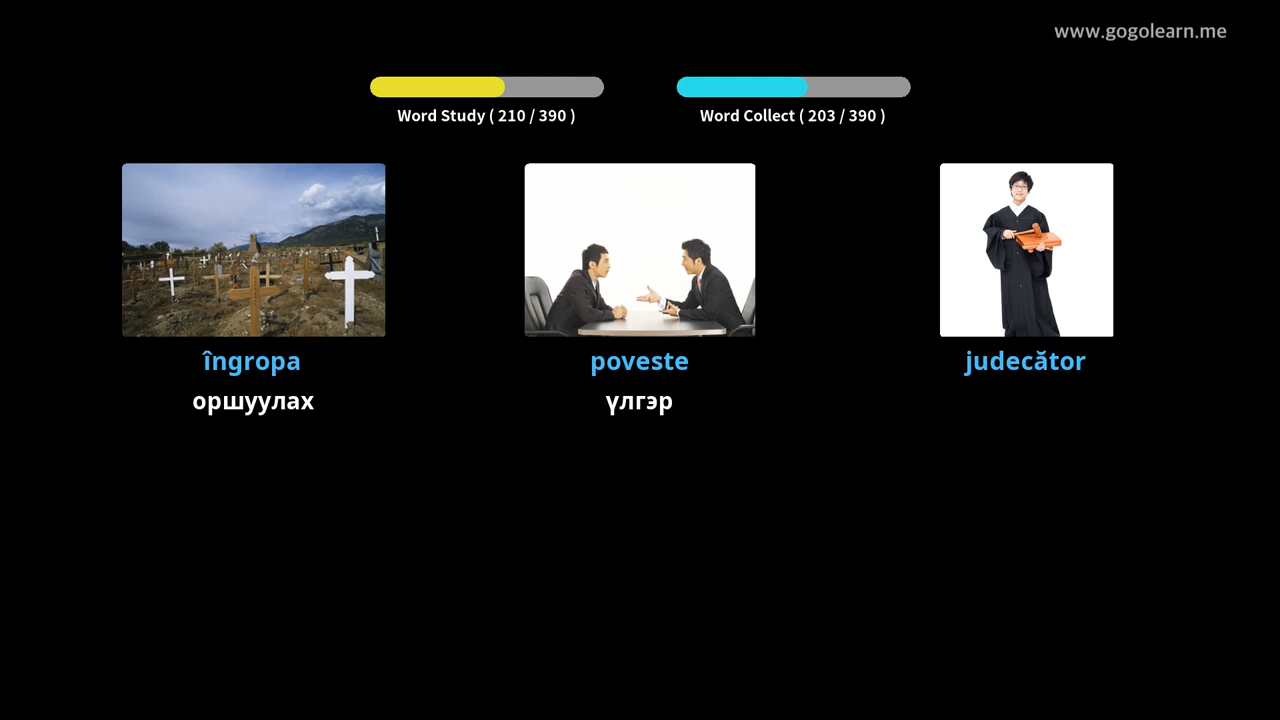 www.gogolearn.me
Word Study ( 210 / 390 )
Word Collect ( 203 / 390 )
îngropa
poveste
judecător
оршуулах
үлгэр